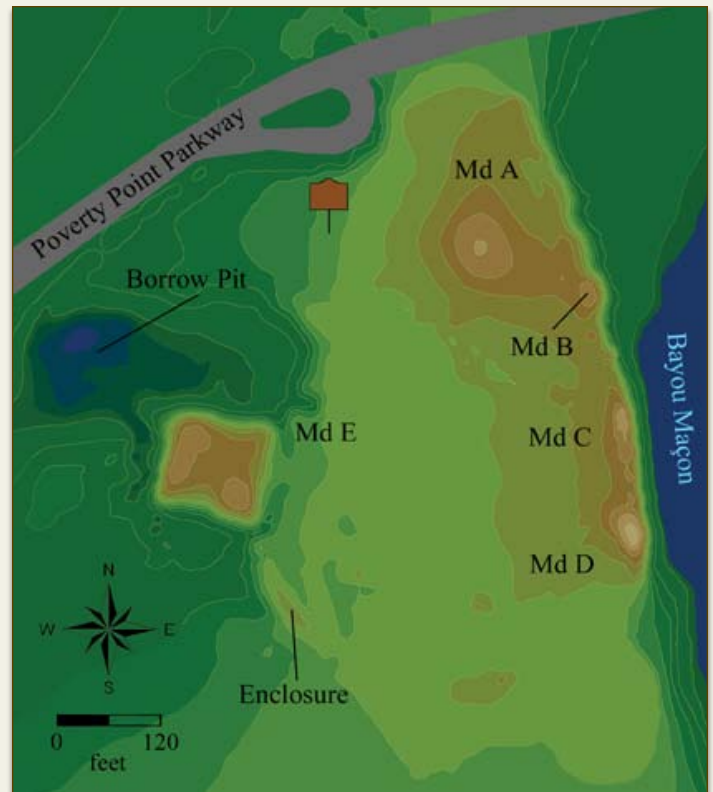 Poverty Point Parkway
Md A
Borrow Pit
Md B
Bayou Maçon
Md E
Md C
Md D
N
W E
S
Enclosure
0 120
feet